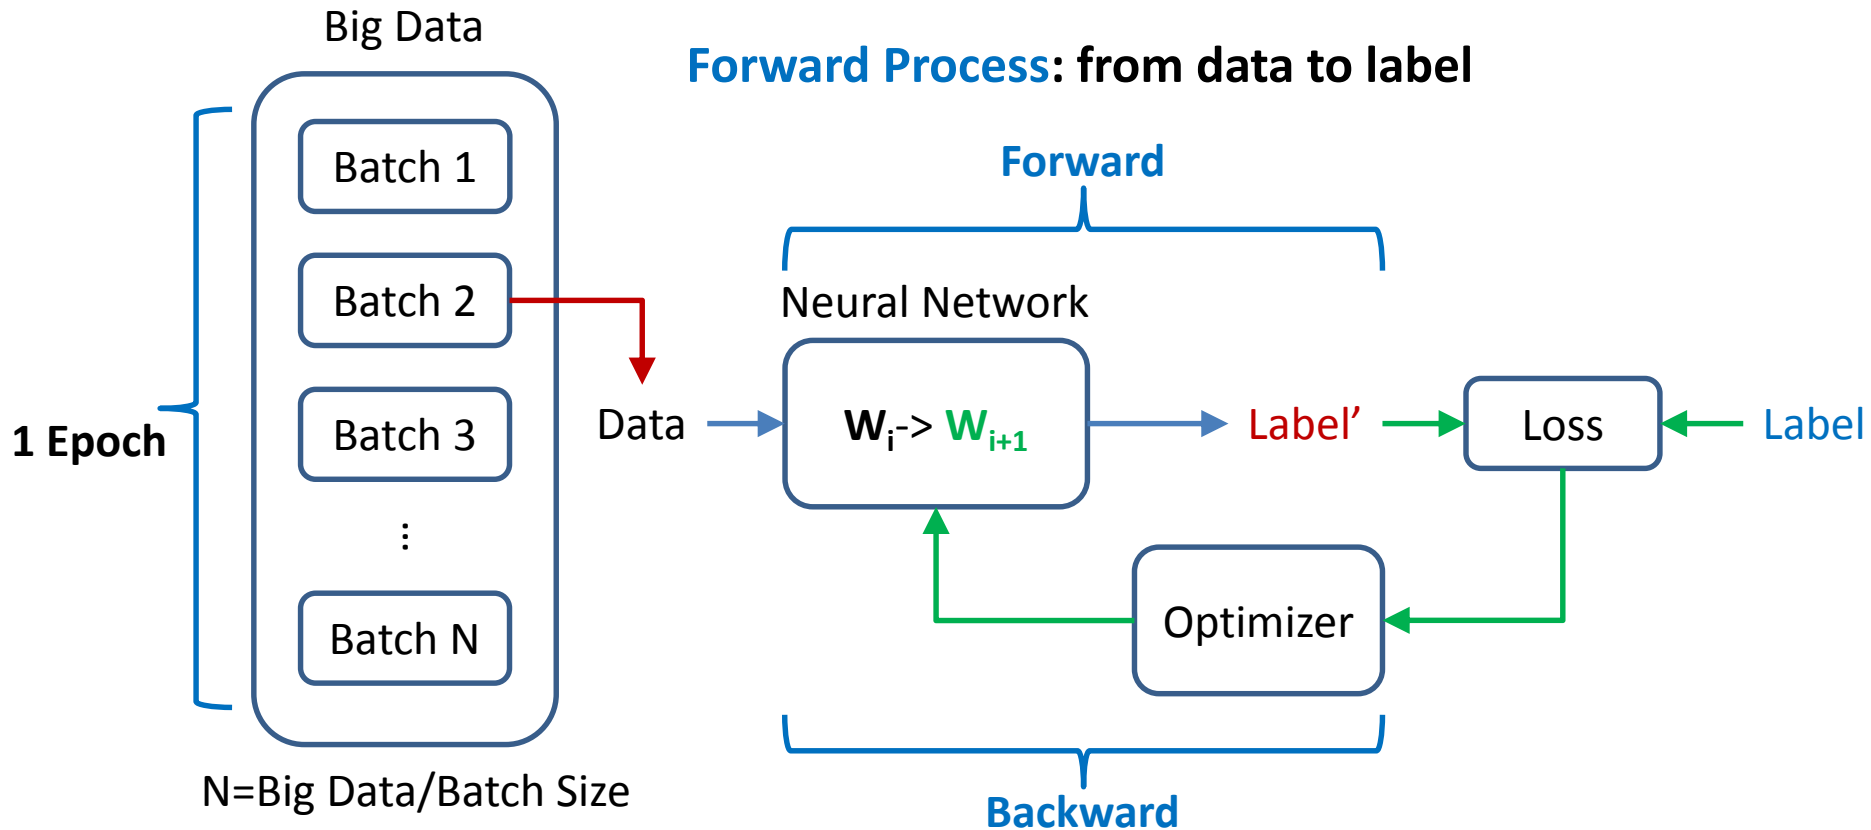 Big Data
Forward Process: from data to label
1 Epoch
Batch 1
Batch 2
Batch 3
...
Batch N
N=Big Data/Batch Size
Forward
Neural Network
Data
Wi-> Wi+1
Label’
Loss
Label
Optimizer
Backward